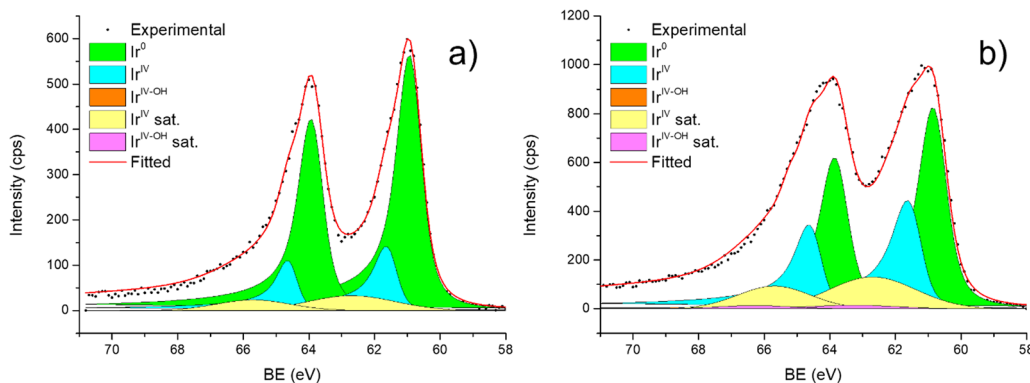 a)
Experimental
Ir⁰
Irᴵⱽ
Irᴵⱽ⁻ᴼᴴ
Irᴵⱽ sat.
Irᴵⱽ⁻ᴼᴴ sat.
Fitted
Intensity (cps)
600
500
400
300
200
100
0
70 68 66 64 62 60 58
BE (eV)
b)
Experimental
Ir⁰
Irᴵⱽ
Irᴵⱽ⁻ᴼᴴ
Irᴵⱽ sat.
Irᴵⱽ⁻ᴼᴴ sat.
Fitted
Intensity (cps)
1200
1000
800
600
400
200
0
70 68 66 64 62 60 58
BE (eV)